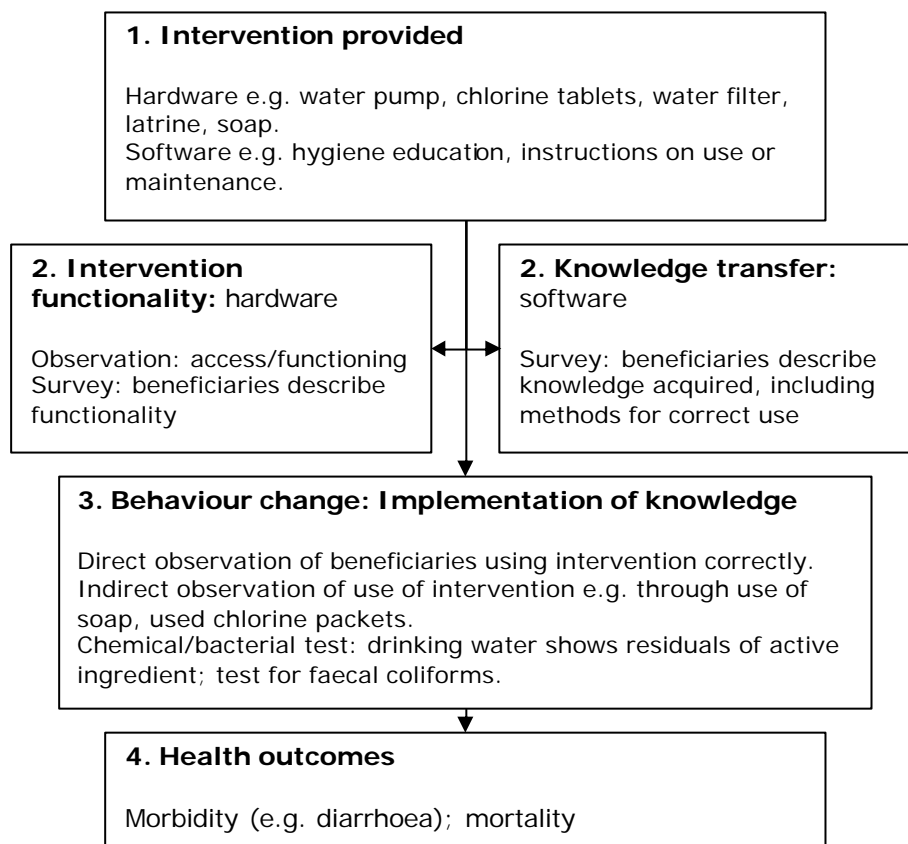 1. Intervention provided
Hardware e.g. water pump, chlorine tablets, water filter,
latrine, soap.
Software e.g. hygiene education, instructions on use or
maintenance.
2. Intervention
functionality: hardware
Observation: access/functioning
Survey: beneficiaries describe
functionality
2. Knowledge transfer:
software
Survey: beneficiaries describe
knowledge acquired, including
methods for correct use
3. Behaviour change: Implementation of knowledge
Direct observation of beneficiaries using intervention correctly.
Indirect observation of use of intervention e.g. through use of
soap, used chlorine packets.
Chemical/bacterial test: drinking water shows residuals of active
ingredient; test for faecal coliforms.
4. Health outcomes
Morbidity (e.g. diarrhoea); mortality